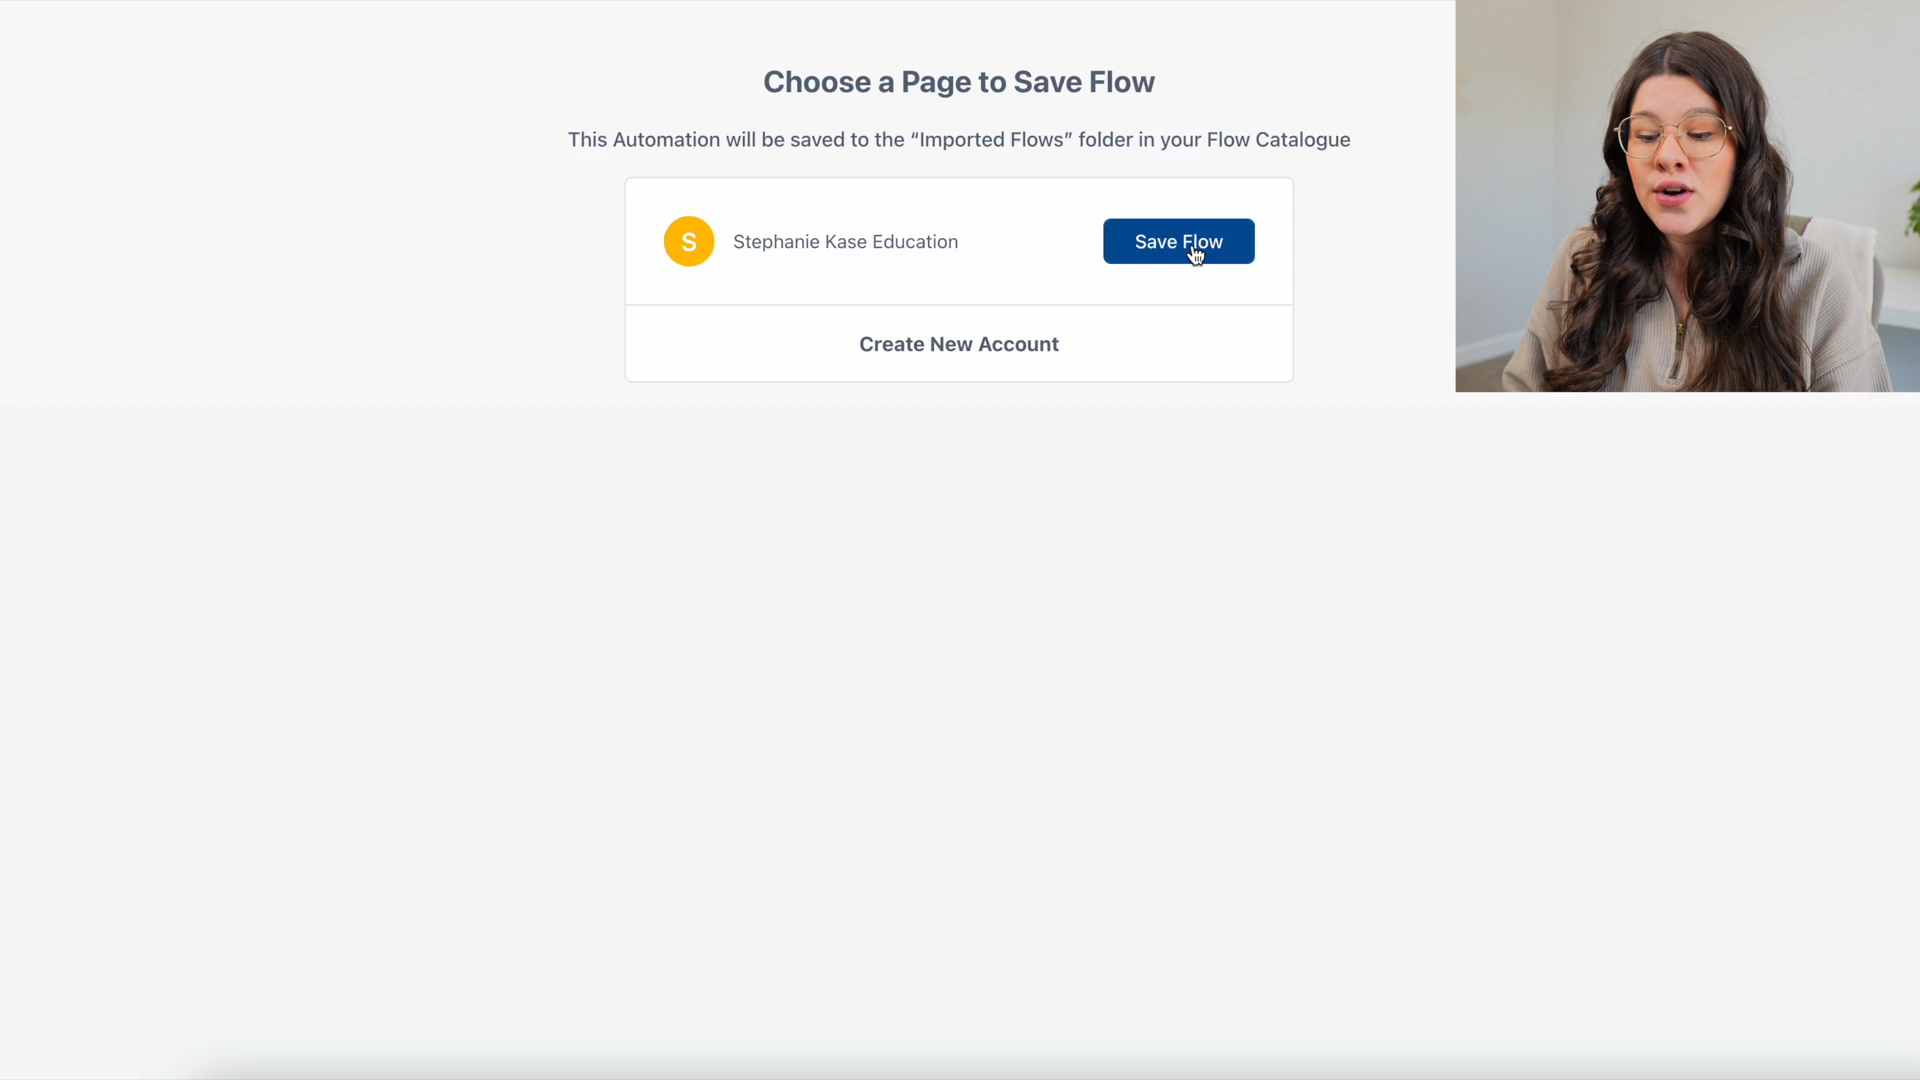 Choose a Page to Save Flow
This Automation will be saved to the “Imported Flows” folder in your Flow Catalogue
S
Stephanie Kase Education
Save Flow
Create New Account